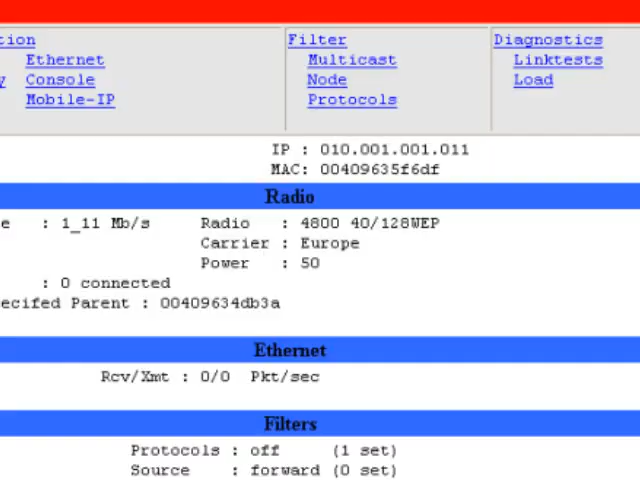 tion Filter Diagnostics
Ethernet Multicast Linktests
y Console Node Load
Mobile-IP Protocols
IP : 010.001.001.011
MAC: 00409635f6df
Radio
e : 1_11 Mb/s Radio : 4800 40/128WEP
Carrier : Europe
Power : 50
: 0 connected
ecifed Parent : 00409634db3a
Ethernet
Rcv/Xmt : 0/0 Pkt/sec
Filters
Protocols : off (1 set)
Source : forward (0 set)